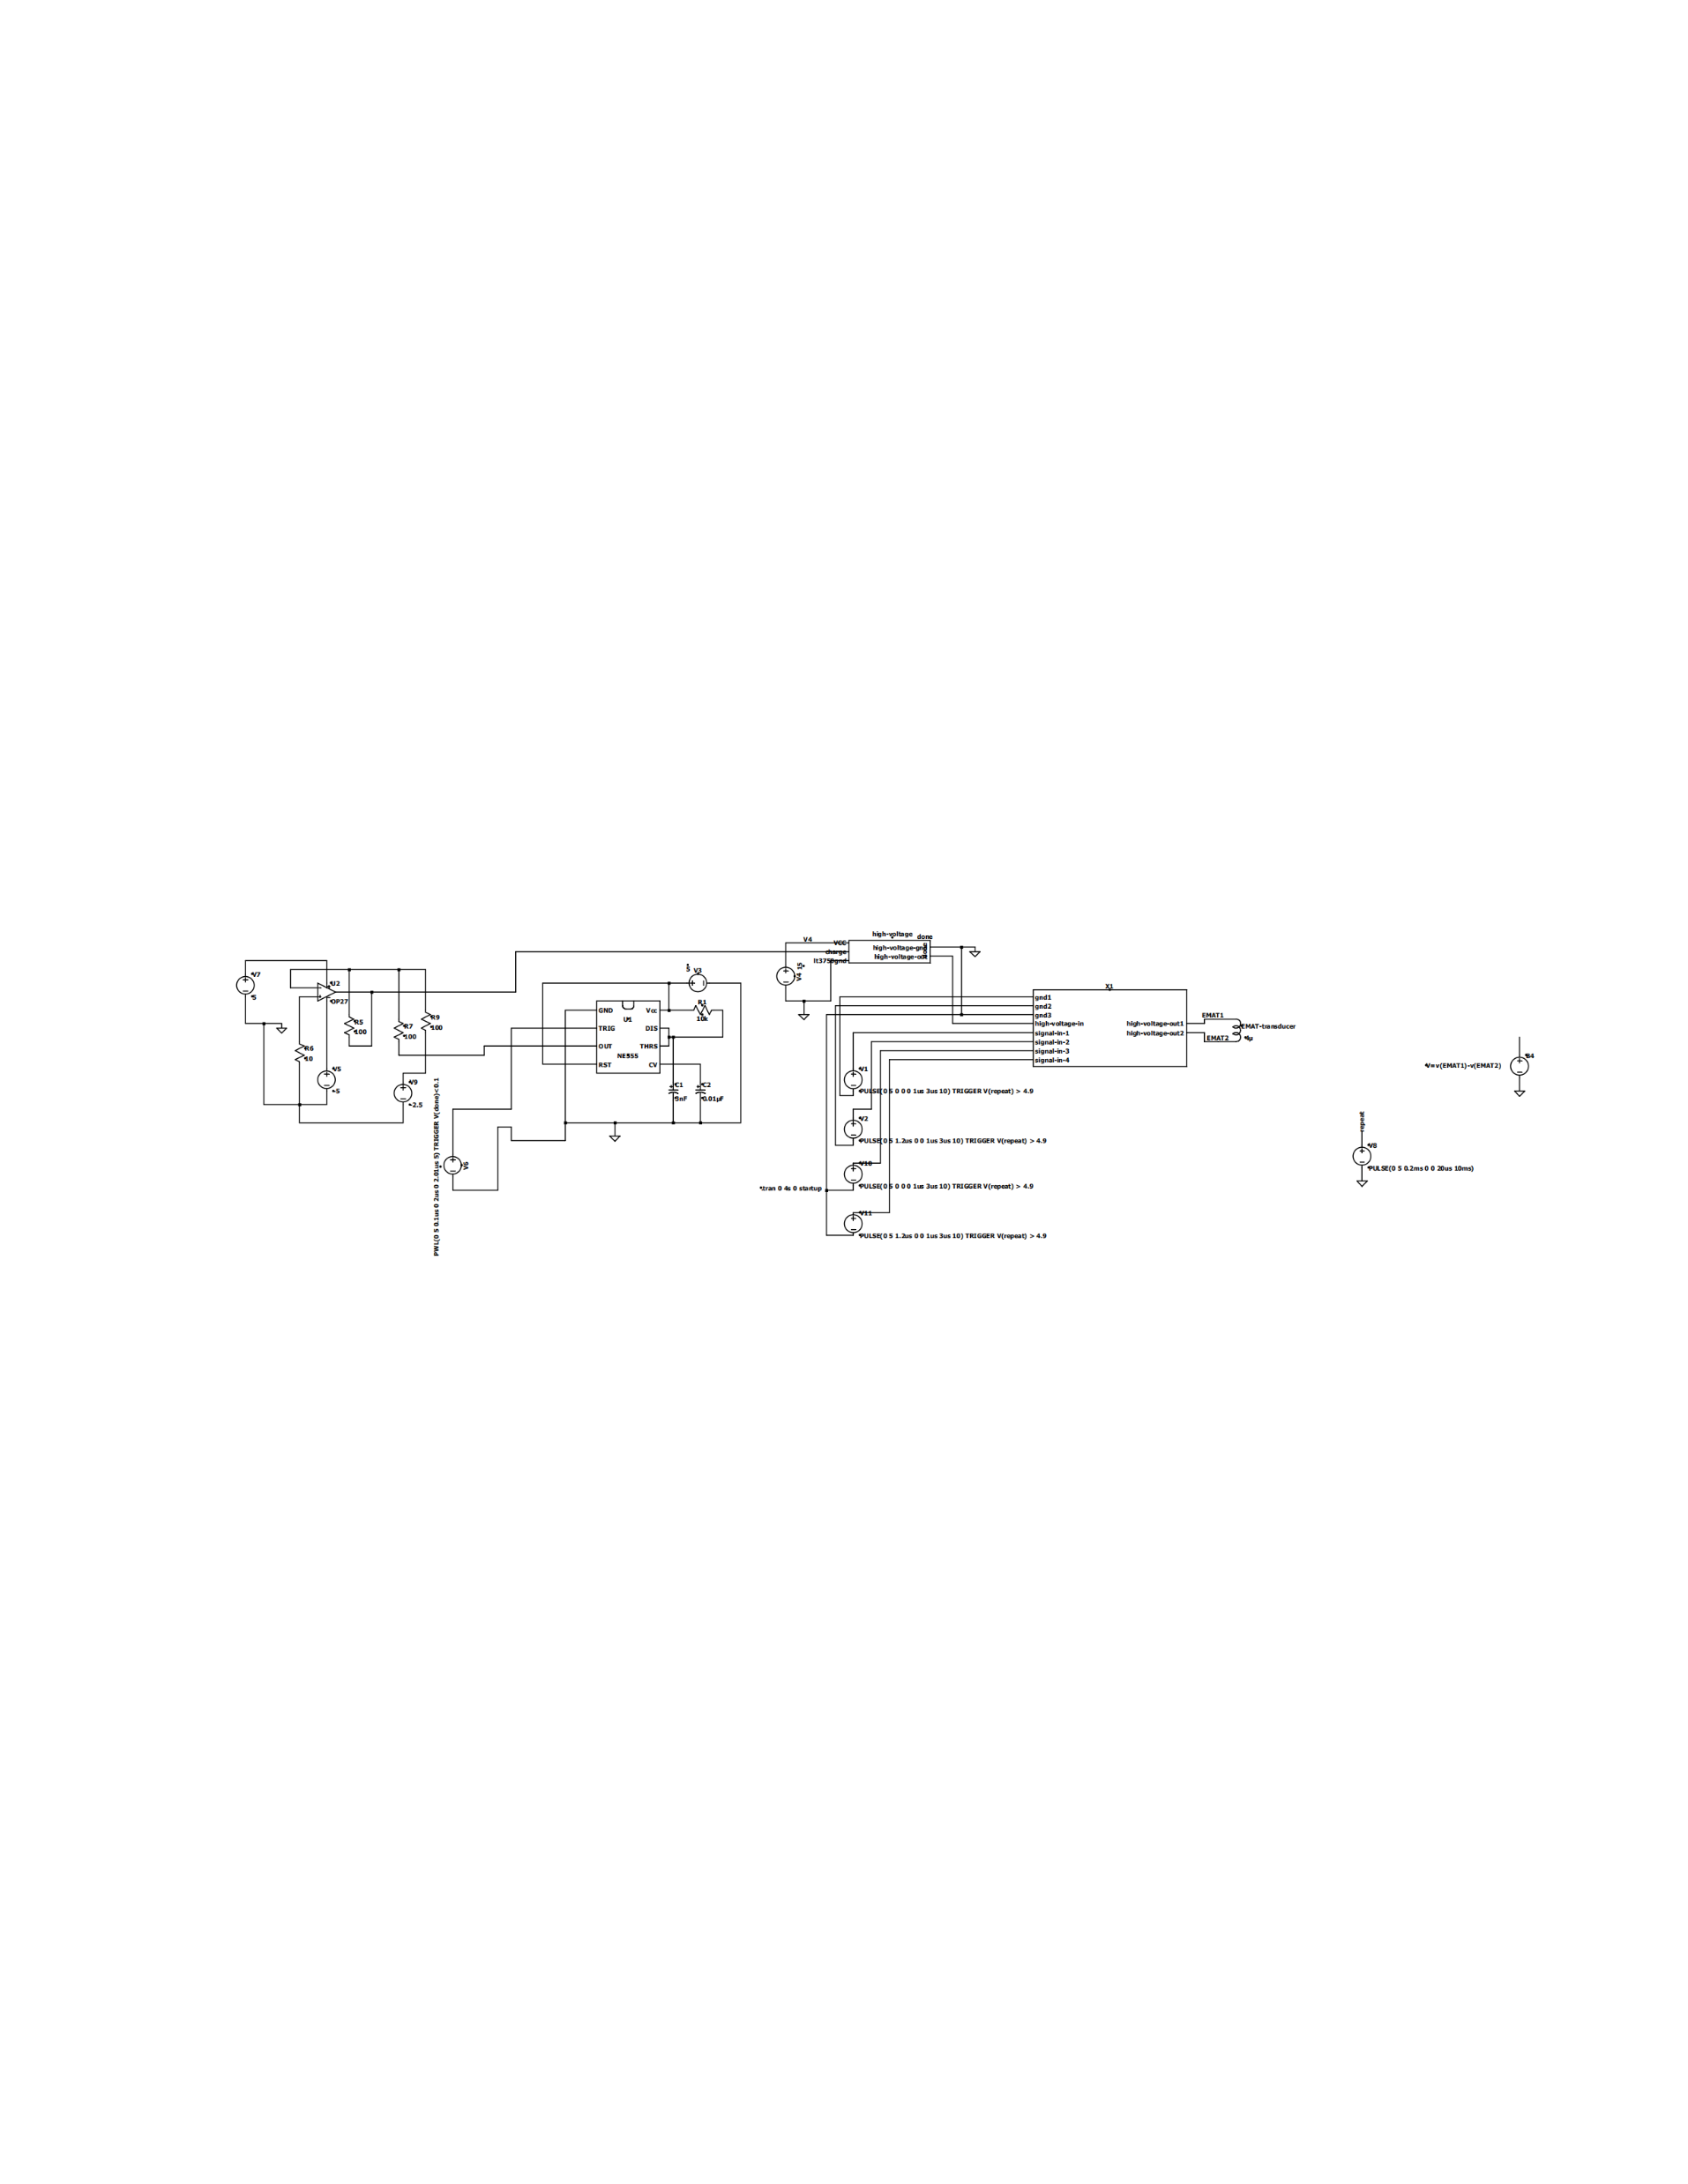 V7
5
U2
OP27
R5
100
R7
100
R9
100
R6
10
V5
-5
V9
-2.5
PWL(0 5 0.1us 0 2us 0 2.01us 5) TRIGGER V(done)<0.1
V6
5
V3
GND
TRIG
OUT
RST
U1
NE555
Vcc
DIS
THRS
CV
R1
10k
C1
5nF
C2
0.01µF
V4
V4
15
high-voltage
done
VCC
charge
lt3750gnd
high-voltage-gnd
high-voltage-out
done
X1
gnd1
gnd2
gnd3
high-voltage-in
signal-in-1
signal-in-2
signal-in-3
signal-in-4
high-voltage-out1
high-voltage-out2
EMAT1
EMAT2
EMAT-transducer
4µ
V1
PULSE(0 5 0 0 0 1us 3us 10) TRIGGER V(repeat) > 4.9
V2
PULSE(0 5 1.2us 0 0 1us 3us 10) TRIGGER V(repeat) > 4.9
V10
PULSE(0 5 0 0 0 1us 3us 10) TRIGGER V(repeat) > 4.9
.tran 0 4s 0 startup
V11
PULSE(0 5 1.2us 0 0 1us 3us 10) TRIGGER V(repeat) > 4.9
B4
V=v(EMAT1)-v(EMAT2)
repeat
V8
PULSE(0 5 0.2ms 0 0 20us 10ms)